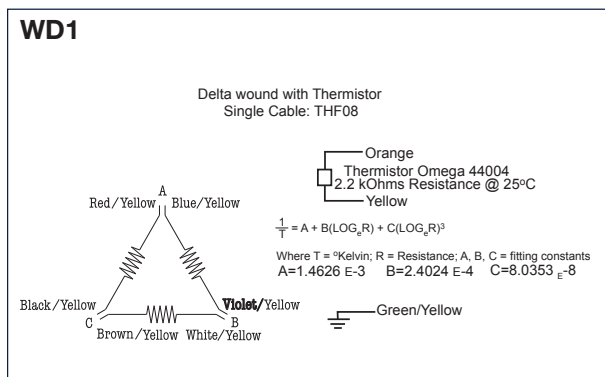 WD1
Delta wound with Thermistor
Single Cable: THF08
Orange
Thermistor Omega 44004
2.2 kOhms Resistance @ 25ºC
Yellow
A
Red/Yellow Blue/Yellow
1/T = A + B(LOGeR) + C(LOGeR)³
Where T = ºKelvin; R = Resistance; A, B, C = fitting constants
A=1.4626 E-3 B=2.4024 E-4 C=8.0353 E-8
Black/Yellow Violet/Yellow
C B
Brown/Yellow White/Yellow
Green/Yellow